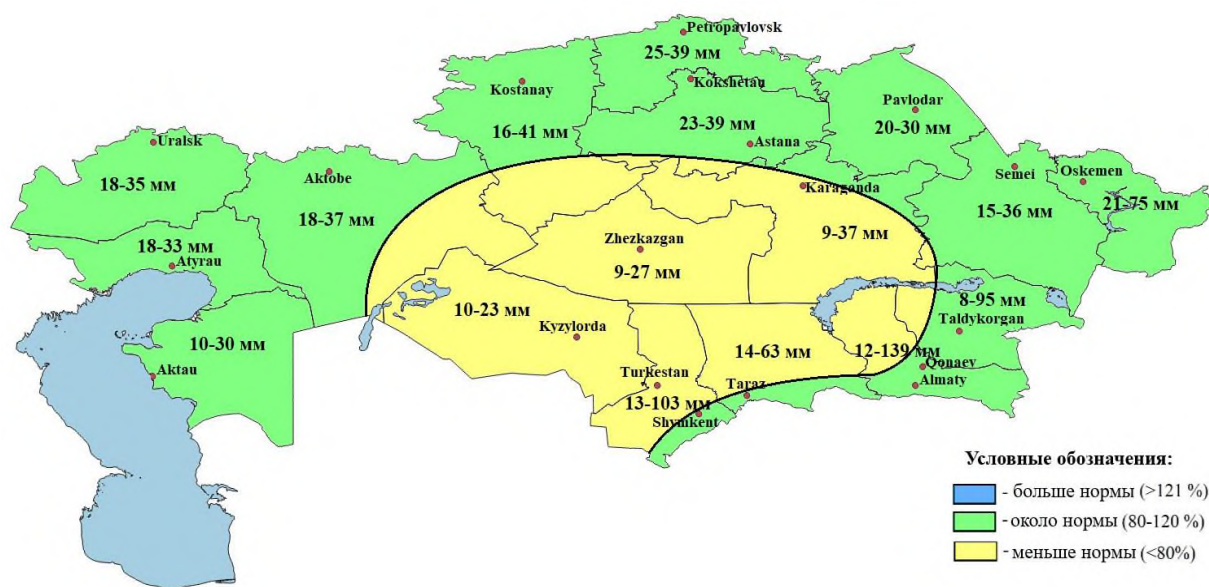 Petropavlovsk
25-39 мм
Kokshetau
Kostanay
16-41 мм
Pavlodar
20-30 мм
23-39 мм
Astana
Uralsk
18-35 мм
Aktobe
18-37 мм
Semei
Oskemen
21-75 мм
15-36 мм
Karaganda
9-37 мм
Zhezkazgan
9-27 мм
18-33 мм
Atyrau
10-23 мм
Kyzylorda
8-95 мм
Taldykorgan
10-30 мм
Aktau
14-63 мм
12-139 мм
Qonaev
Almaty
Turkestan
13-103 мм
Taraz
Shymkent
Условные обозначения:
- больше нормы (>121 %)
- около нормы (80-120 %)
- меньше нормы (<80%)